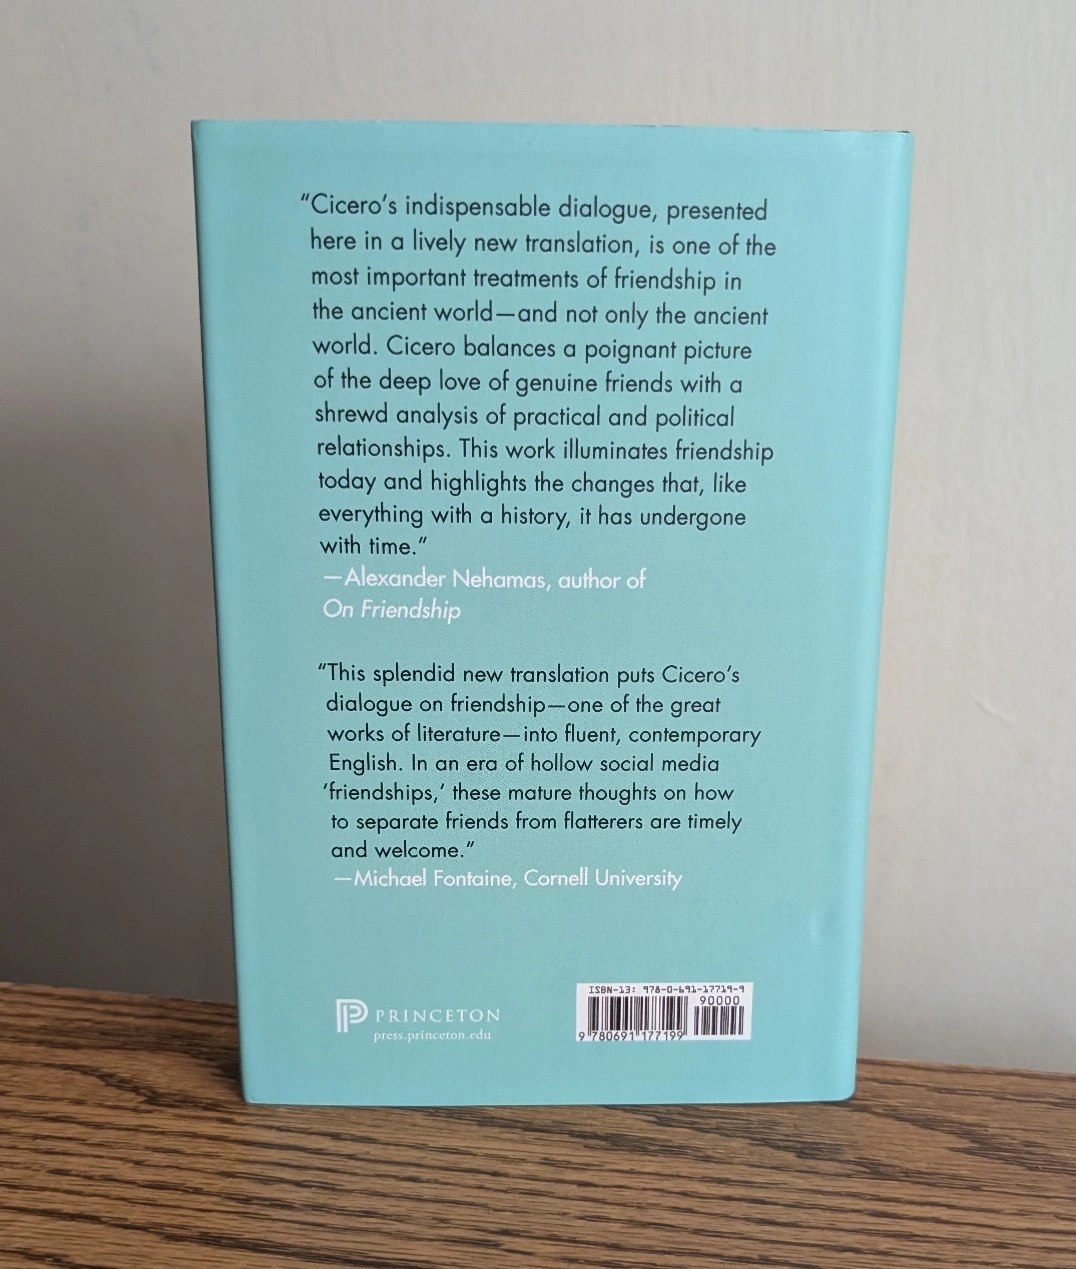 “Cicero’s indispensable dialogue, presented
here in a lively new translation, is one of the
most important treatments of friendship in
the ancient world—and not only the ancient
world. Cicero balances a poignant picture
of the deep love of genuine friends with a
shrewd analysis of practical and political
relationships. This work illuminates friendship
today and highlights the changes that, like
everything with a history, it has undergone
with time.”
—Alexander Nehamas, author of
On Friendship
“This splendid new translation puts Cicero’s
dialogue on friendship—one of the great
works of literature—into fluent, contemporary
English. In an era of hollow social media
‘friendships,’ these mature thoughts on how
to separate friends from flatterers are timely
and welcome.”
—Michael Fontaine, Cornell University
PRINCETON
press.princeton.edu
ISBN-13: 978-0-691-17719-9
90000
9 780691 177199